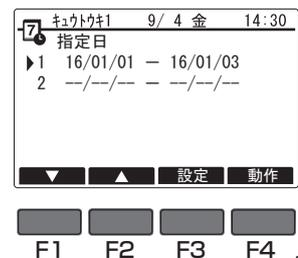 7 ｷｭｳﾄｳｷ1 9/ 4 金 14:30
指定日
▶1 16/01/01 － 16/01/03
2 --/--/-- － --/--/--
▼ ▲ 設定 動作
F1 F2 F3 F4